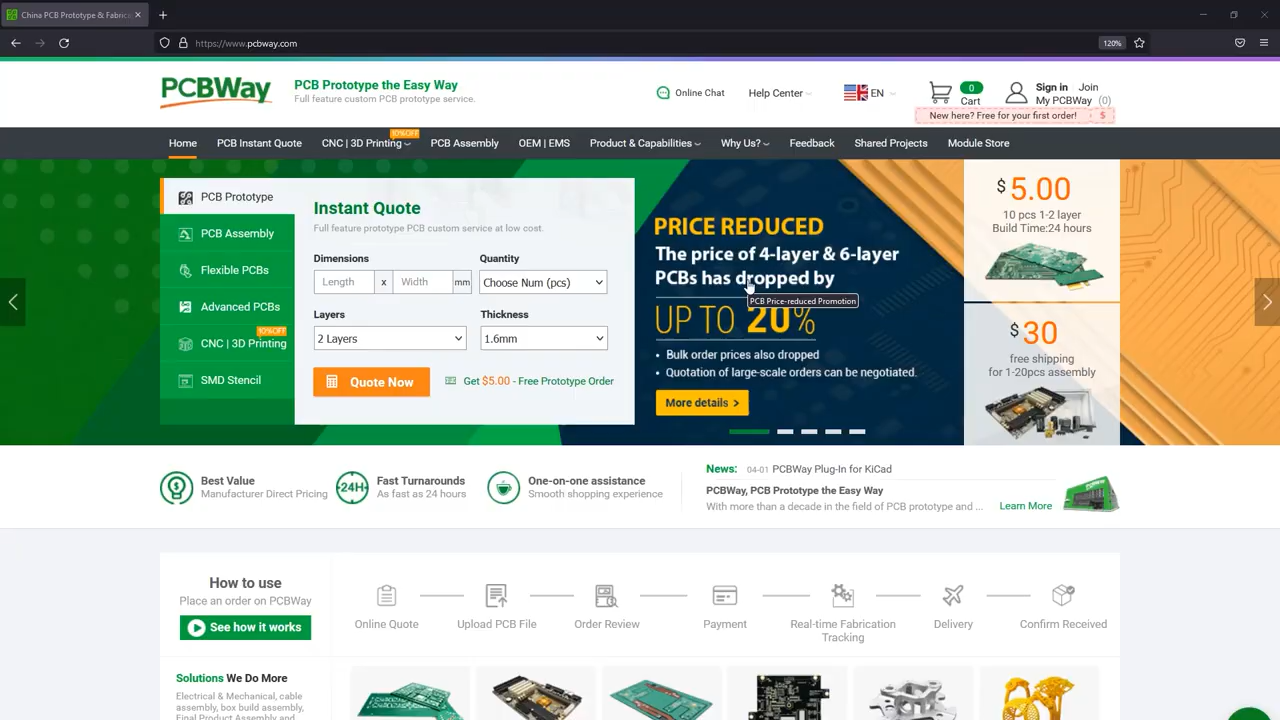 China PCB Prototype & Fabric
https://www.pcbway.com
120%
PCBWay
PCB Prototype the Easy Way
Full feature custom PCB prototype service.
Online Chat
Help Center
EN
0
Cart
Sign in
Join
My PCBWay (0)
New here? Free for your first order!
$
10%OFF
Home
PCB Instant Quote
CNC | 3D Printing
PCB Assembly
OEM | EMS
Product & Capabilities
Why Us?
Feedback
Shared Projects
Module Store
PCB Prototype
PCB Assembly
Flexible PCBs
Advanced PCBs
10%OFF
CNC | 3D Printing
SMD Stencil
Instant Quote
Full feature prototype PCB custom service at low cost.
Dimensions
Quantity
Length
x
Width
mm
Choose Num (pcs)
Layers
Thickness
2 Layers
1.6mm
Quote Now
Get $5.00 - Free Prototype Order
PRICE REDUCED
The price of 4-layer & 6-layer
PCBs has dropped by
PCB Price-reduced Promotion
UP TO 20%
• Bulk order prices also dropped
• Quotation of large-scale orders can be negotiated.
More details >
$5.00
10 pcs 1-2 layer
Build Time:24 hours
$30
free shipping
for 1-20pcs assembly
Best Value
Manufacturer Direct Pricing
24H
Fast Turnarounds
As fast as 24 hours
One-on-one assistance
Smooth shopping experience
News:
04-01 PCBWay Plug-In for KiCad
PCBWay, PCB Prototype the Easy Way
With more than a decade in the field of PCB prototype and ...
Learn More
How to use
Place an order on PCBWay
See how it works
Online Quote
Upload PCB File
Order Review
Payment
Real-time Fabrication
Tracking
Delivery
Confirm Received
Solutions We Do More
Electrical & Mechanical, cable
assembly, box build assembly,
Final Product Assembly and